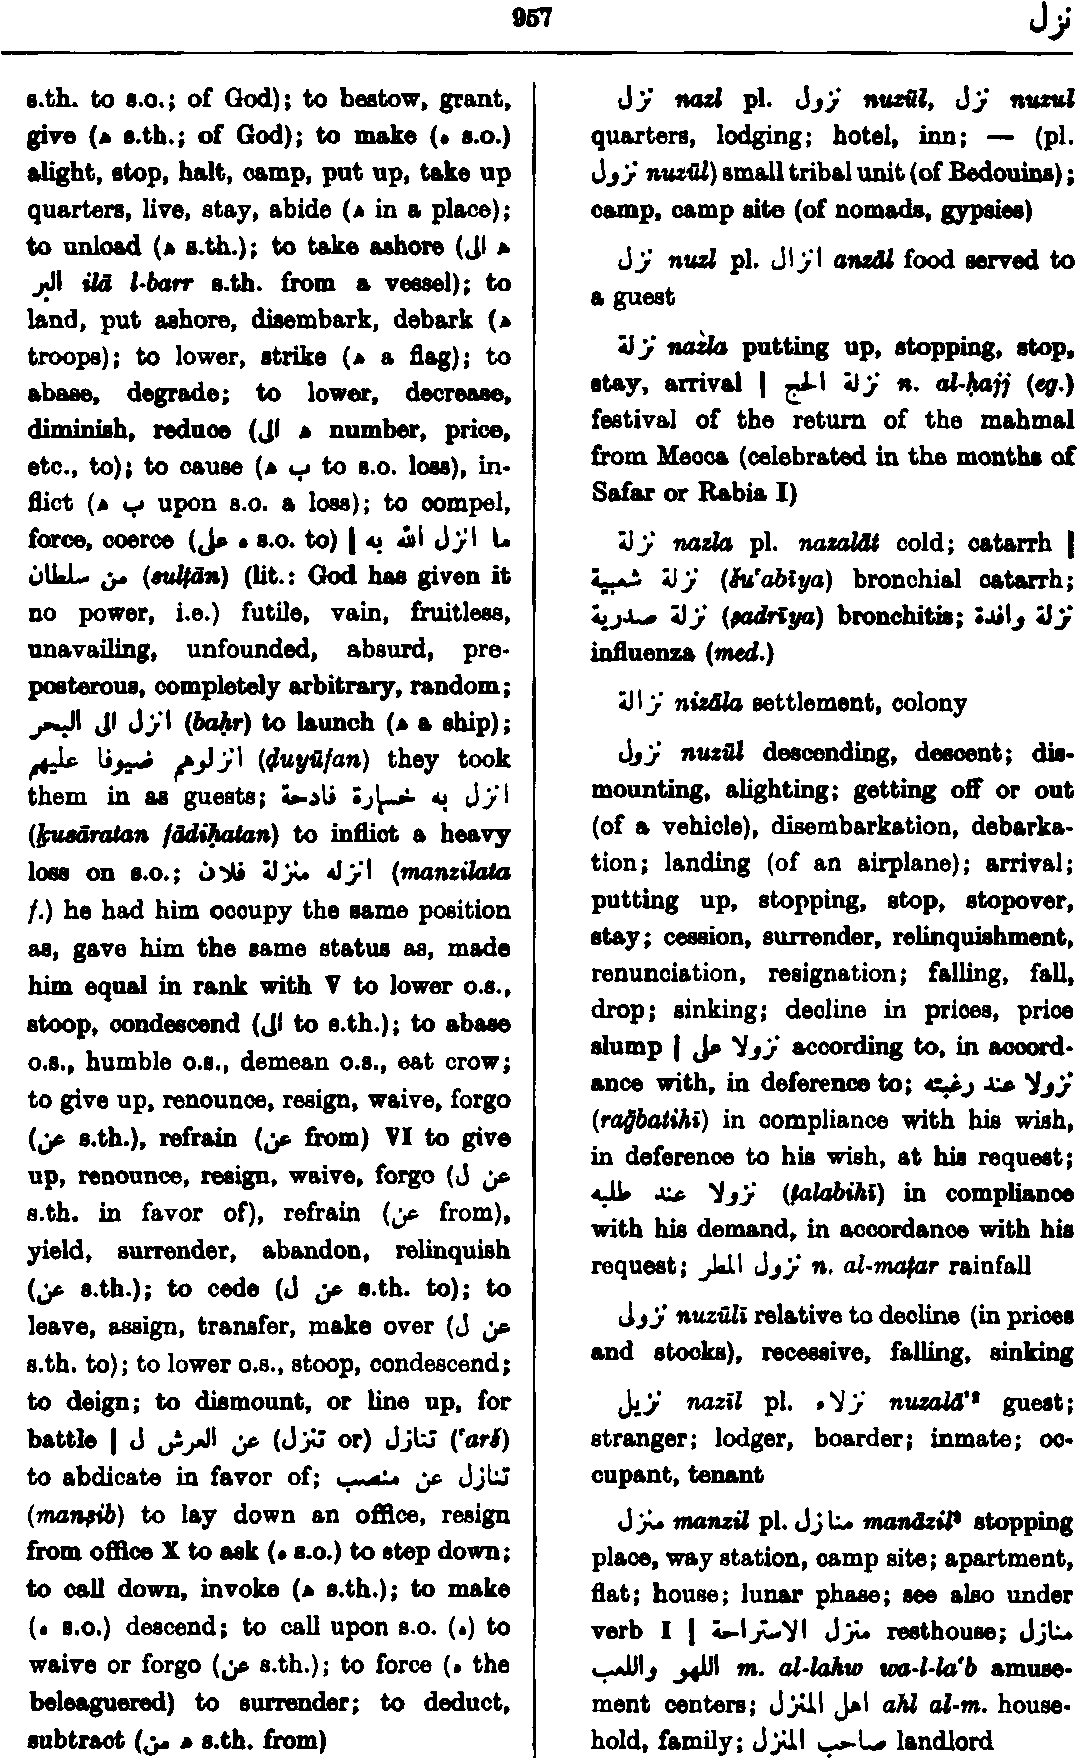 957
نزل
s.th. to s.o.; of God); to bestow, grant,
give (ه s.th.; of God); to make (ه s.o.)
alight, stop, halt, camp, put up, take up
quarters, live, stay, abide (ه in a place);
to unload (ه s.th.); to take ashore (ه الى
البر ilā l-barr s.th. from a vessel); to
land, put ashore, disembark, debark (ه
troops); to lower, strike (ه a flag); to
abase, degrade; to lower, decrease,
diminish, reduce (ه الى number, price,
etc., to); to cause (ب ه to s.o. loss), in-
flict (ب ه upon s.o. a loss); to compel,
force, coerce (ه على s.o. to) | ما انزل الله به
من سلطان (sulṭān) (lit.: God has given it
no power, i.e.) futile, vain, fruitless,
unavailing, unfounded, absurd, pre-
posterous, completely arbitrary, random;
انزل الى البحر (baḥr) to launch (ه a ship);
انزلوهم ضيوفا عليهم (ḍuyūfan) they took
them in as guests; انزل به خسارة فادحة
(ḵusāratan fādiḥatan) to inflict a heavy
loss on s.o.; انزله منزلة فلان (manzilata
f.) he had him occupy the same position
as, gave him the same status as, made
him equal in rank with V to lower o.s.,
stoop, condescend (الى to s.th.); to abase
o.s., humble o.s., demean o.s., eat crow;
to give up, renounce, resign, waive, forgo
(عن s.th.), refrain (عن from) VI to give
up, renounce, resign, waive, forgo (عن ل
s.th. in favor of), refrain (عن from),
yield, surrender, abandon, relinquish
(عن s.th.); to cede (عن ل s.th. to); to
leave, assign, transfer, make over (عن ل
s.th. to); to lower o.s., stoop, condescend;
to deign; to dismount, or line up, for
battle | تنازل (or تنزل) عن العرش ل (ʿarš)
to abdicate in favor of; تنازل عن منصب
(manṣib) to lay down an office, resign
from office X to ask (ه s.o.) to step down;
to call down, invoke (ه s.th.); to make
(ه s.o.) descend; to call upon s.o. (ه) to
waive or forgo (عن s.th.); to force (ه the
beleaguered) to surrender; to deduct,
subtract (ه من s.th. from)
نزل nazl pl. نزول nuzūl, نزل nuzul
quarters, lodging; hotel, inn; — (pl.
نزول nuzūl) small tribal unit (of Bedouins);
camp, camp site (of nomads, gypsies)
نزل nuzl pl. انزال anzāl food served to
a guest
نزلة nazla putting up, stopping, stop,
stay, arrival | نزلة الحج n. al-ḥajj (eg.)
festival of the return of the mahmal
from Mecca (celebrated in the months of
Safar or Rabia I)
نزلة nazla pl. nazalāt cold; catarrh |
نزلة شعبية (šuʿabīya) bronchial catarrh;
نزلة صدرية (ṣadrīya) bronchitis; نزلة وافدة
influenza (med.)
نزالة nizāla settlement, colony
نزول nuzūl descending, descent; dis-
mounting, alighting; getting off or out
(of a vehicle), disembarkation, debarka-
tion; landing (of an airplane); arrival;
putting up, stopping, stop, stopover,
stay; cession, surrender, relinquishment,
renunciation, resignation; falling, fall,
drop; sinking; decline in prices, price
slump | نزولا على according to, in accord-
ance with, in deference to; نزولا عند رغبته
(raḡbatihī) in compliance with his wish,
in deference to his wish, at his request;
نزولا عند طلبه (ṭalabihī) in compliance
with his demand, in accordance with his
request; نزول المطر n. al-maṭar rainfall
نزولى nuzūlī relative to decline (in prices
and stocks), recessive, falling, sinking
نزيل nazīl pl. نزلاء nuzalāʾ² guest;
stranger; lodger, boarder; inmate; oc-
cupant, tenant
منزل manzil pl. منازل manāzil² stopping
place, way station, camp site; apartment,
flat; house; lunar phase; see also under
verb I | منزل الاستراحة resthouse; منازل
اللهو واللعب m. al-lahw wa-l-laʿb amuse-
ment centers; اهل المنزل ahl al-m. house-
hold, family; صاحب المنزل landlord